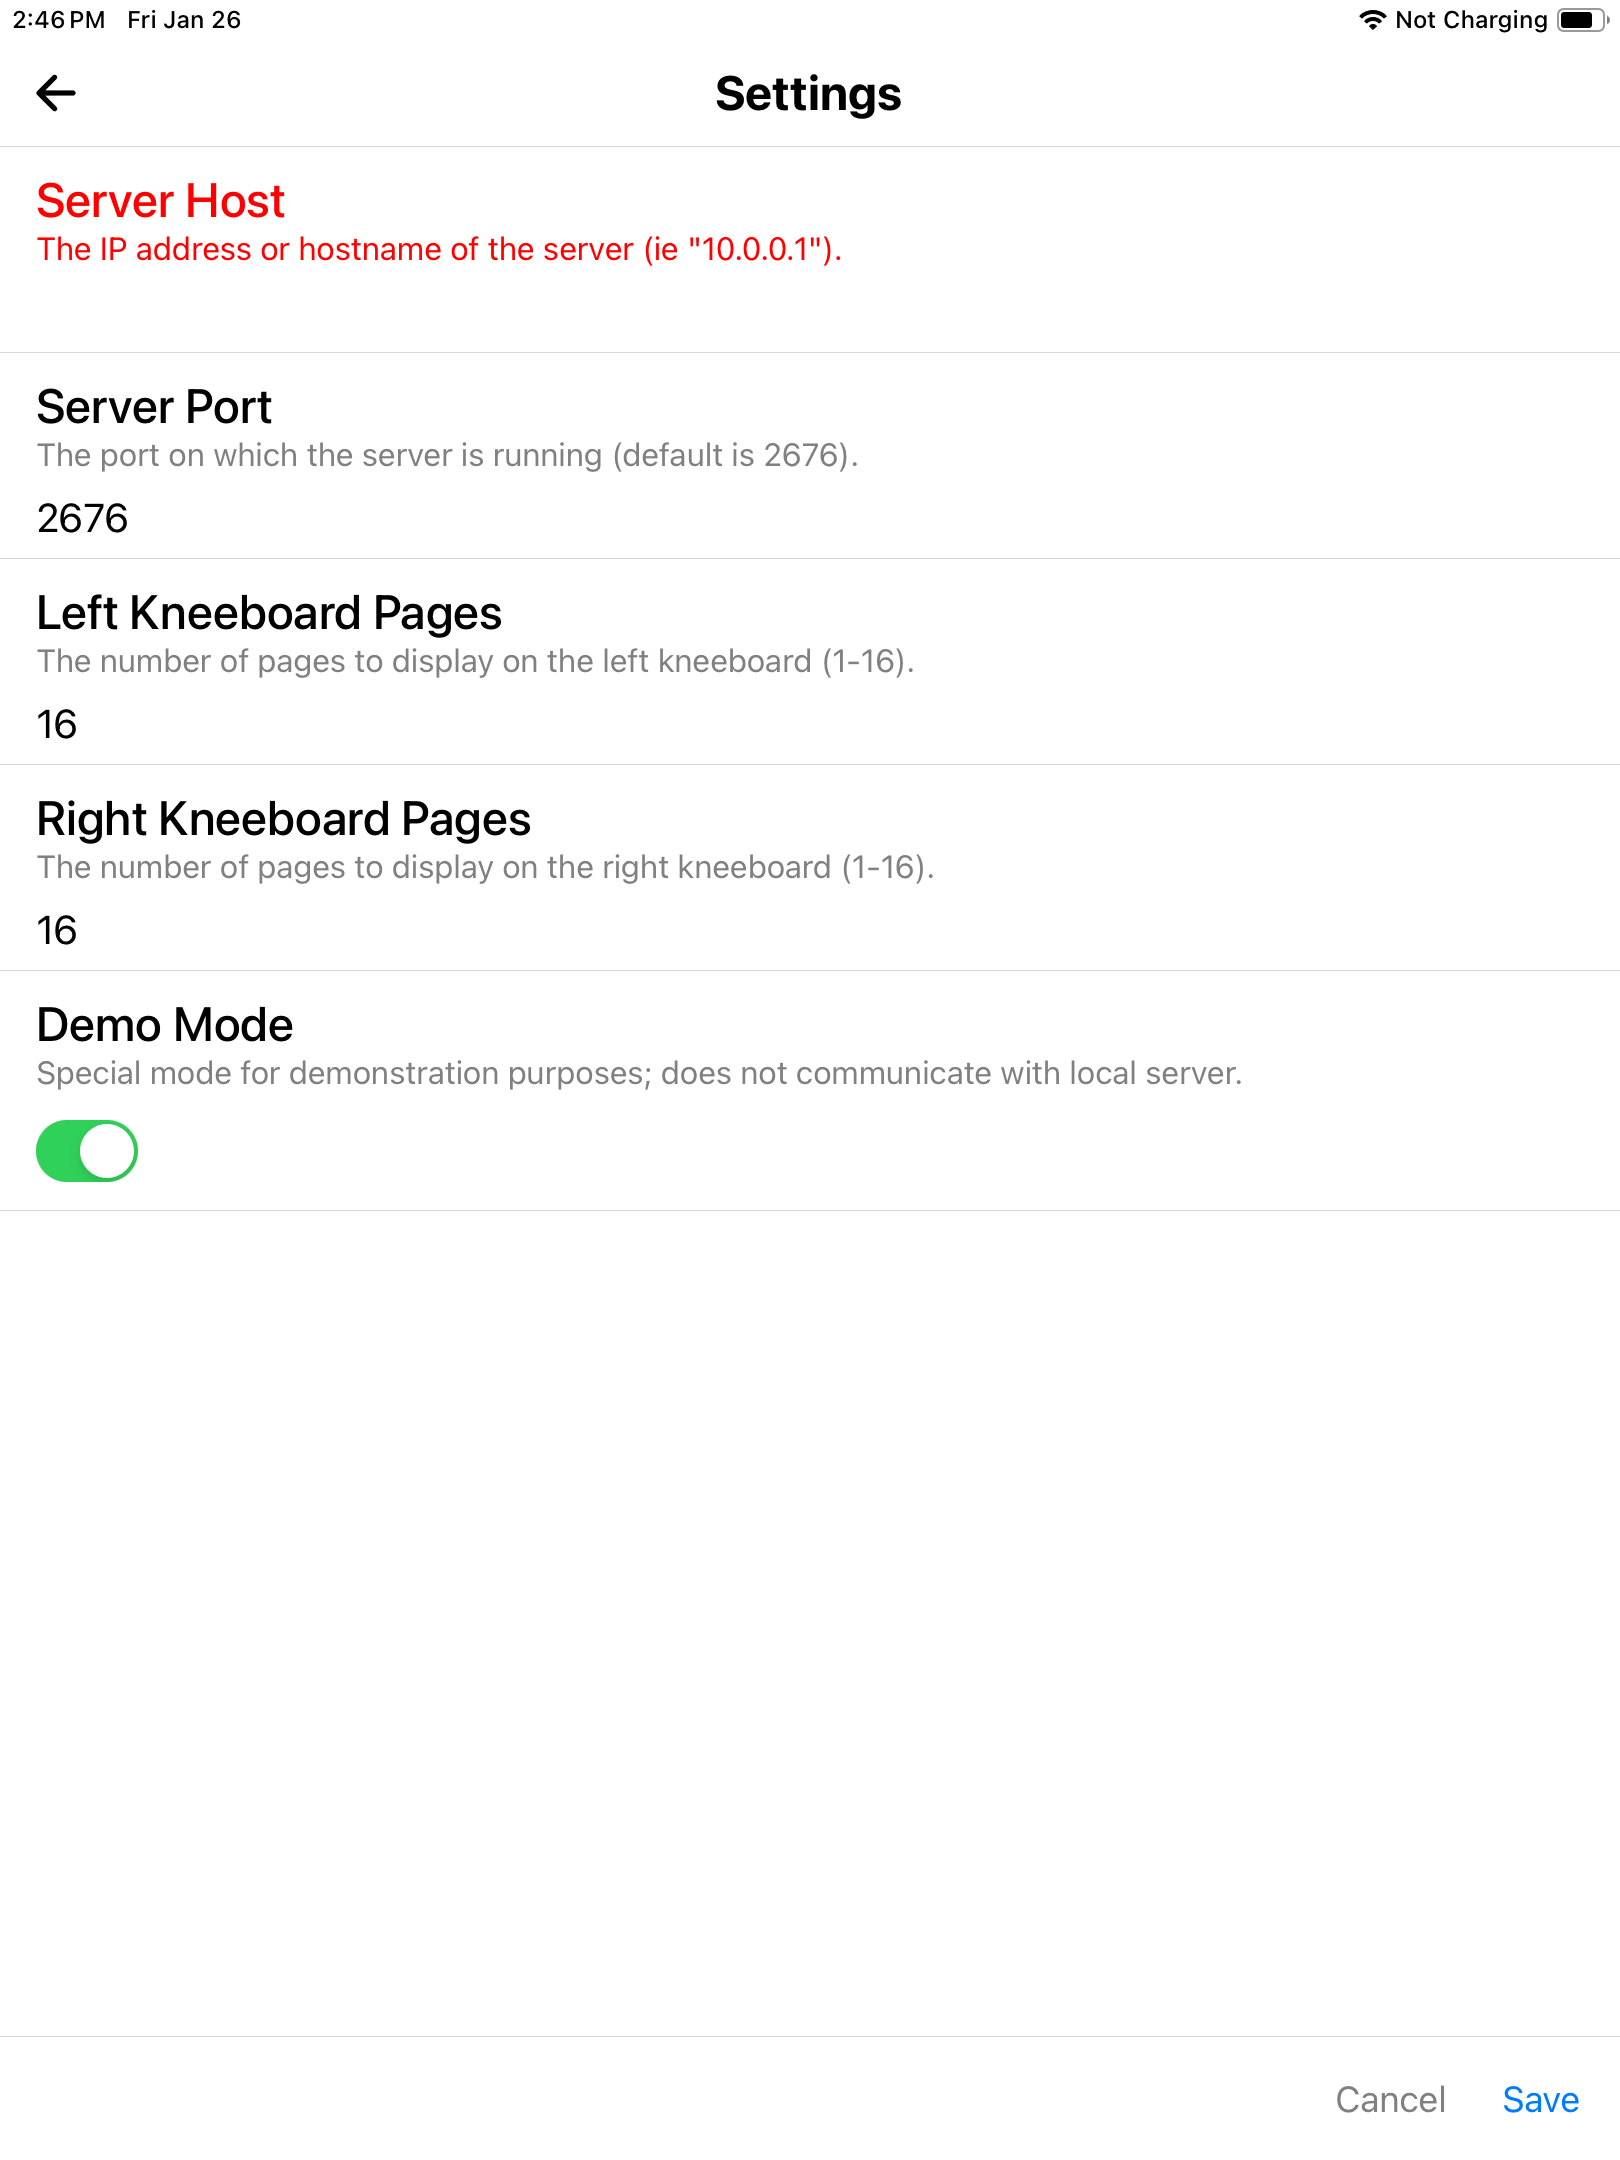 2:46 PM Fri Jan 26 Not Charging
Settings
Server Host
The IP address or hostname of the server (ie "10.0.0.1").
Server Port
The port on which the server is running (default is 2676).
2676
Left Kneeboard Pages
The number of pages to display on the left kneeboard (1-16).
16
Right Kneeboard Pages
The number of pages to display on the right kneeboard (1-16).
16
Demo Mode
Special mode for demonstration purposes; does not communicate with local server.
Cancel Save